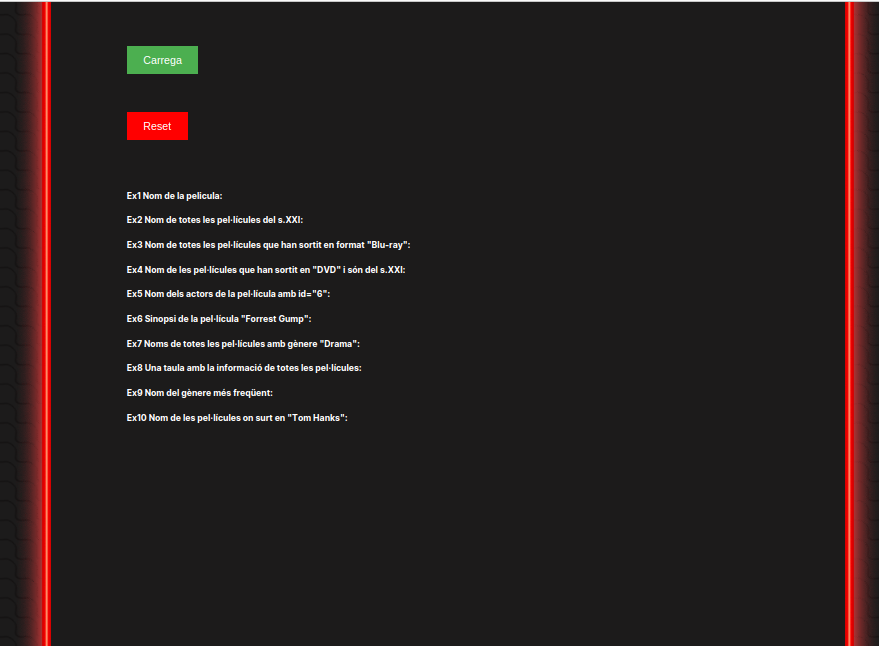 Carrega
Reset
Ex1 Nom de la pelicula:
Ex2 Nom de totes les pel·lícules del s.XXI:
Ex3 Nom de totes les pel·lícules que han sortit en format "Blu-ray":
Ex4 Nom de les pel·lícules que han sortit en "DVD" i són del s.XXI:
Ex5 Nom dels actors de la pel·lícula amb id="6":
Ex6 Sinopsi de la pel·lícula "Forrest Gump":
Ex7 Noms de totes les pel·lícules amb gènere "Drama":
Ex8 Una taula amb la informació de totes les pel·lícules:
Ex9 Nom del gènere més freqüent:
Ex10 Nom de les pel·lícules on surt en "Tom Hanks":